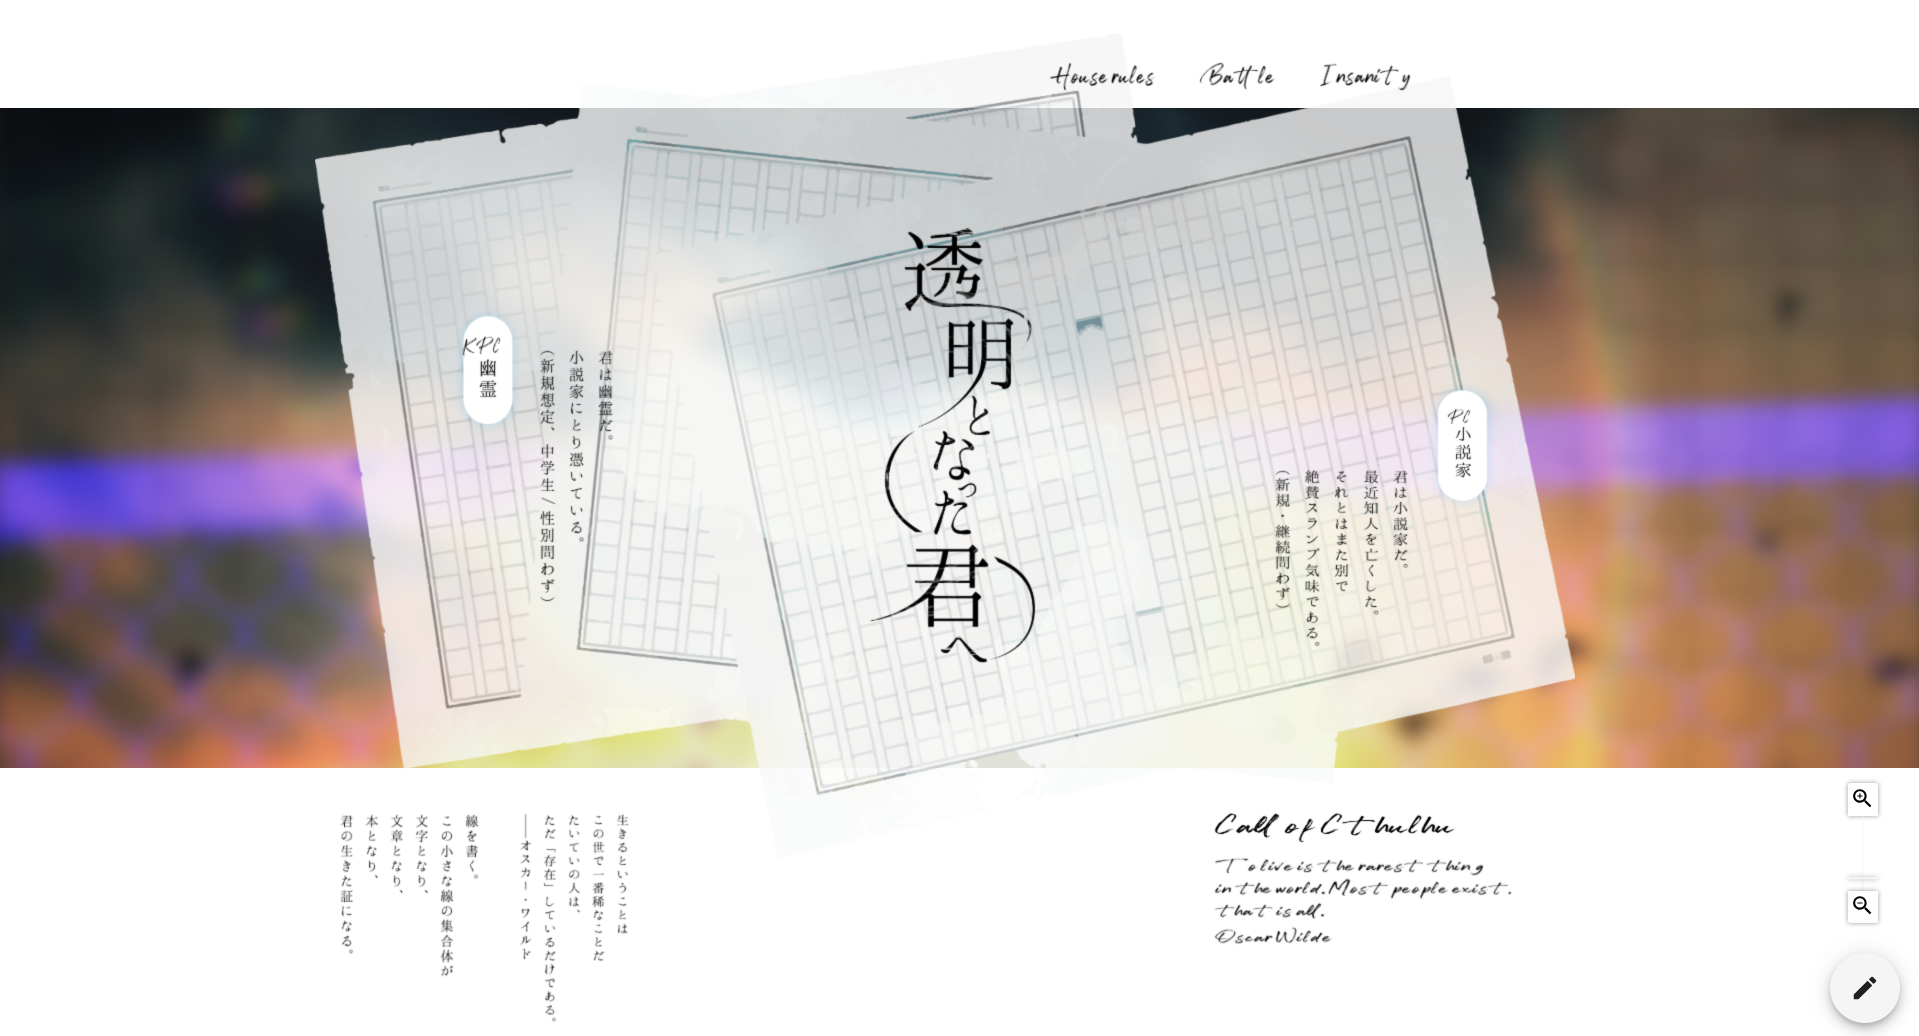 House rules
Battle
Insanity
透明となった君へ
PC小説家
君は小説家だ。
最近知人を亡くした。
それとはまた別で
絶賛スランプ気味である。
（新規・継続問わず）
KPC幽霊
君は幽霊だ。
小説家にとり憑いている。
（新規想定、中学生／性別問わず）
生きるということは
この世で一番稀なことだ
たいていの人は、
ただ「存在」しているだけである。
――オスカー・ワイルド
線を書く。
この小さな線の集合体が
文字となり、
文章となり、
本となり、
君の生きた証になる。
Call of Cthulhu
To live is the rarest thing
in the world. Most people exist.
that is all.
Oscar Wilde